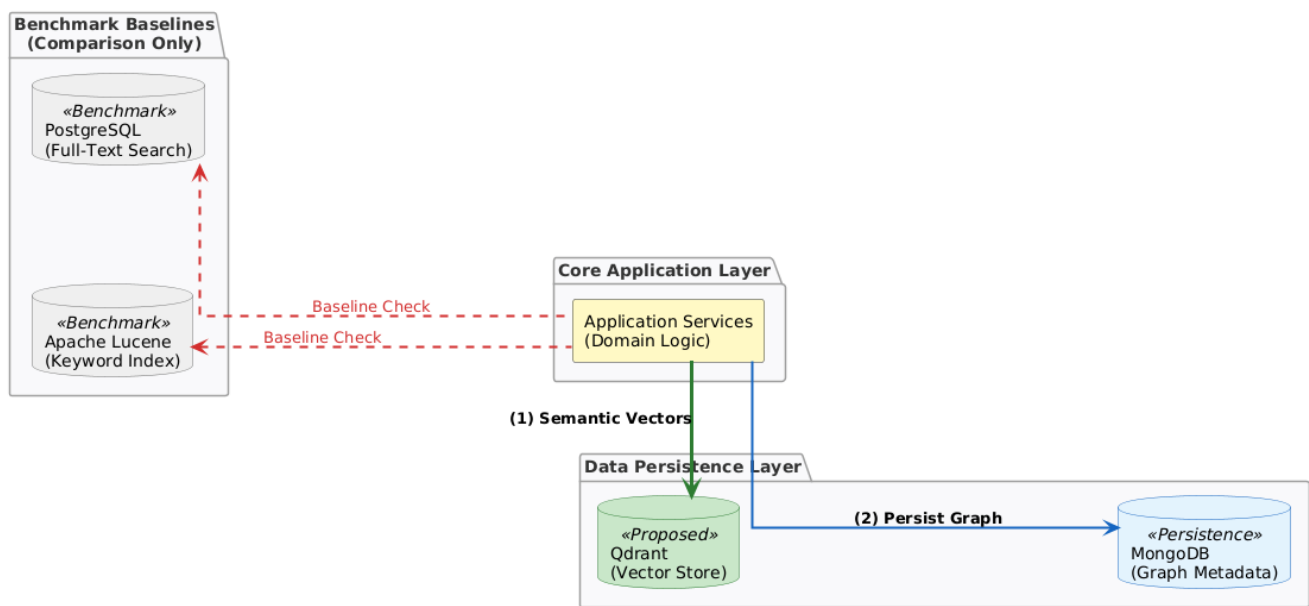 Benchmark Baselines
(Comparison Only)
«Benchmark»
PostgreSQL
(Full-Text Search)
«Benchmark»
Apache Lucene
(Keyword Index)
Baseline Check
Baseline Check
Core Application Layer
Application Services
(Domain Logic)
(1) Semantic Vectors
Data Persistence Layer
(2) Persist Graph
«Proposed»
Qdrant
(Vector Store)
«Persistence»
MongoDB
(Graph Metadata)